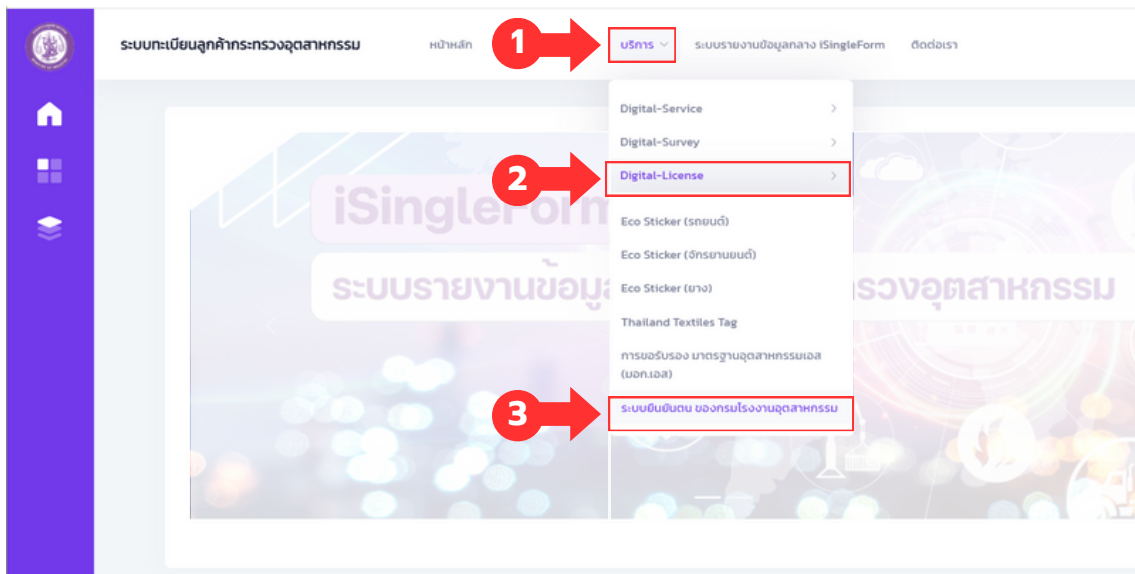 ระบบทะเบียนลูกค้ากระทรวงอุตสาหกรรม หน้าหลัก 1 บริการ ระบบรายงานข้อมูลกลาง iSingleForm ติดต่อเรา
Digital-Service
Digital-Survey
2 Digital-License
iSingleForm
Eco Sticker (รถยนต์)
Eco Sticker (จักรยานยนต์)
Eco Sticker (ยาง)
ระบบรายงานข้อมู รวงอุตสาหกรรม
Thailand Textiles Tag
การขอรับรอง มาตรฐานอุตสาหกรรมเอส
(มอก.เอส)
3 ระบบยืนยันตน ของกรมโรงงานอุตสาหกรรม